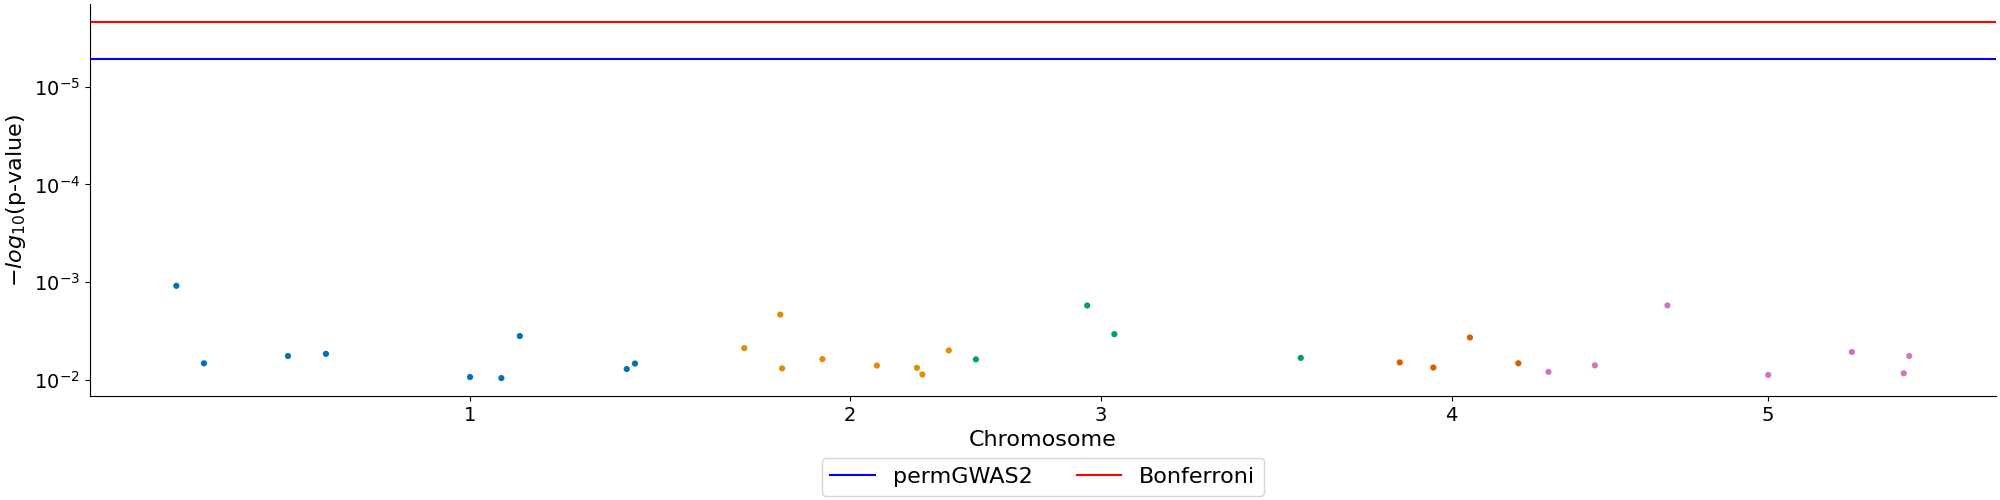 −log₁₀(p-value)
10⁻⁵
10⁻⁴
10⁻³
10⁻²
1 2 3 4 5
Chromosome
permGWAS2 Bonferroni